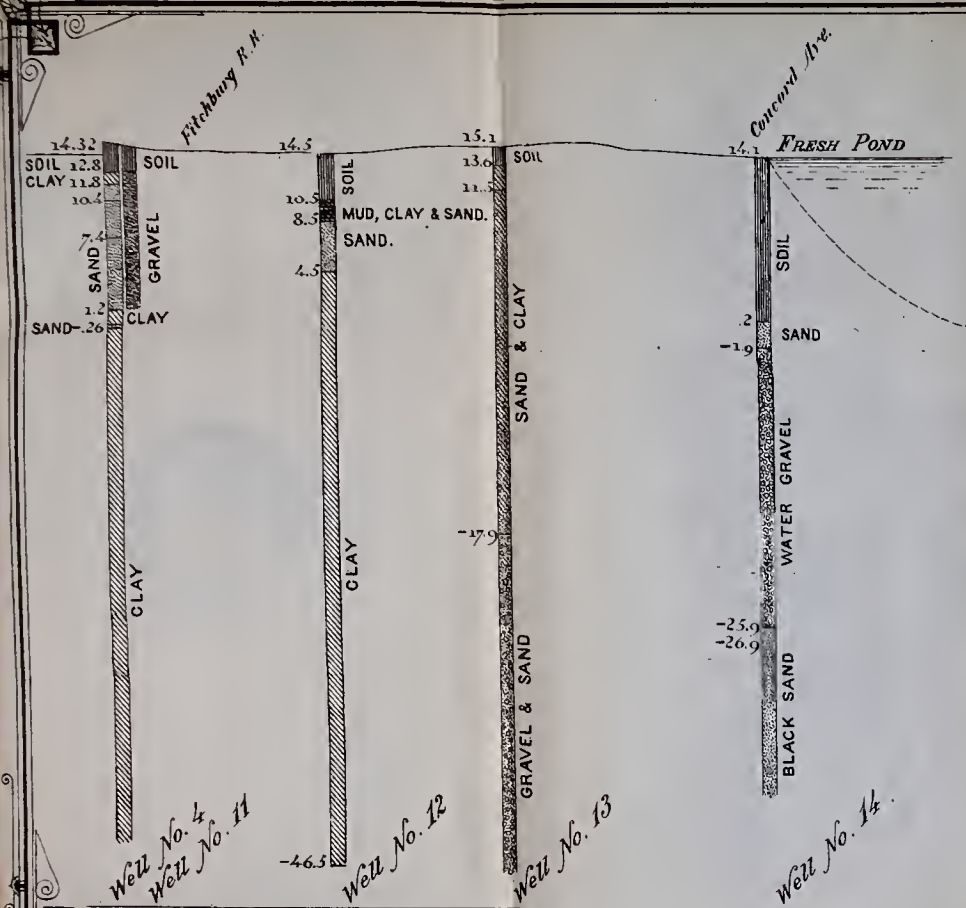 Fitchburg R.R.
Concord Ave.
FRESH POND
14.32
SOIL 12.8
SOIL
CLAY 11.8
10.4
7.4
SAND
GRAVEL
1.2
CLAY
SAND -.26
CLAY
14.5
SOIL
10.5
8.5
MUD, CLAY & SAND.
SAND.
4.5
CLAY
-46.5
15.1
13.6
SOIL
11.5
SAND & CLAY
-17.9
GRAVEL & SAND
14.1
SOIL
.2
SAND
-1.9
WATER GRAVEL
-25.9
-26.9
BLACK SAND
Well No. 4
Well No. 11
Well No. 12
Well No. 13
Well No. 14.